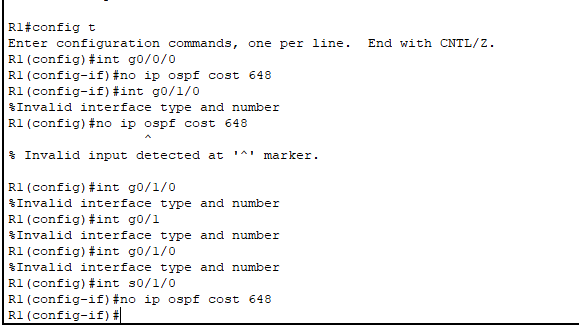 R1#config t
Enter configuration commands, one per line.  End with CNTL/Z.
R1(config)#int g0/0/0
R1(config-if)#no ip ospf cost 648
R1(config-if)#int g0/1/0
%Invalid interface type and number
R1(config)#no ip ospf cost 648
^
% Invalid input detected at '^' marker.
R1(config)#int g0/1/0
%Invalid interface type and number
R1(config)#int g0/1
%Invalid interface type and number
R1(config)#int g0/1/0
%Invalid interface type and number
R1(config)#int s0/1/0
R1(config-if)#no ip ospf cost 648
R1(config-if)#